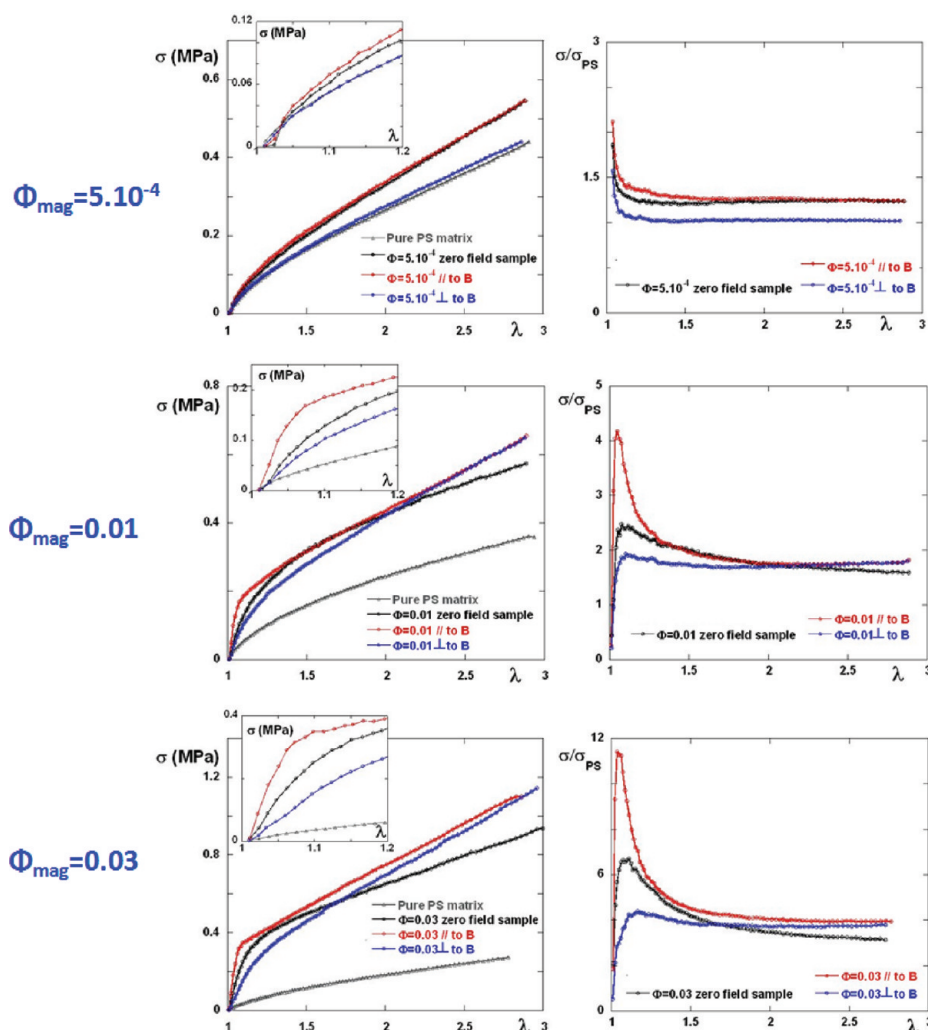 Φmag=5.10⁻⁴
σ (MPa)
0.6
0.4
0.2
0
1
1.5
2
2.5
3
λ
0.12
0.08
0.04
0
σ (MPa)
1
1.1
1.2
λ
Pure PS matrix
Φ=5.10⁻⁴ zero field sample
Φ=5.10⁻⁴ // to B
Φ=5.10⁻⁴ ⊥ to B
σ/σPS
3
1.5
0
1
1.5
2
2.5
3
λ
Φ=5.10⁻⁴ // to B
Φ=5.10⁻⁴ zero field sample
Φ=5.10⁻⁴ ⊥ to B
Φmag=0.01
σ (MPa)
0.8
0.4
0
1
1.5
2
2.5
3
λ
σ (MPa)
0.2
0.1
0
1
1.1
1.2
λ
Pure PS matrix
Φ=0.01 zero field sample
Φ=0.01 // to B
Φ=0.01⊥ to B
σ/σPS
5
4
3
2
1
0
1
1.5
2
2.5
3
λ
Φ=0.01 // to B
Φ=0.01 zero field sample
Φ=0.01⊥ to B
Φmag=0.03
σ (MPa)
1.2
0.8
0.4
0
1
1.5
2
2.5
3
λ
0.4
σ (MPa)
0
1
1.1
1.2
λ
Pure PS matrix
Φ=0.03 zero field sample
Φ=0.03 // to B
Φ=0.03⊥ to B
σ/σPS
12
6
0
1
1.5
2
2.5
3
λ
Φ=0.03 // to B
Φ=0.03 zero field sample
Φ=0.03⊥ to B